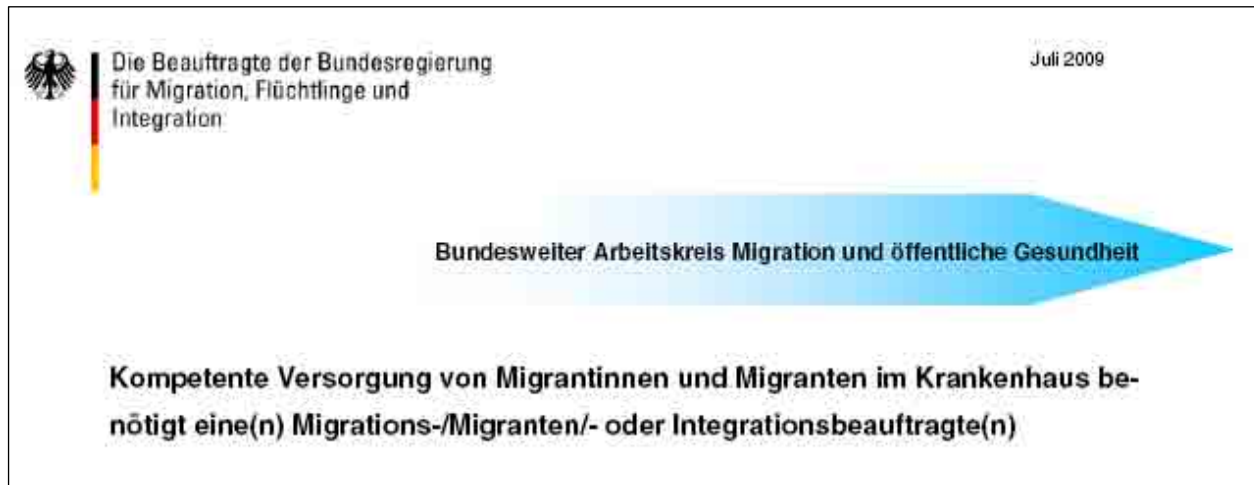 Die Beauftragte der Bundesregierung
für Migration, Flüchtlinge und
Integration
Juli 2009
Bundesweiter Arbeitskreis Migration und öffentliche Gesundheit
Kompetente Versorgung von Migrantinnen und Migranten im Krankenhaus be-
nötigt eine(n) Migrations-/Migranten/- oder Integrationsbeauftragte(n)